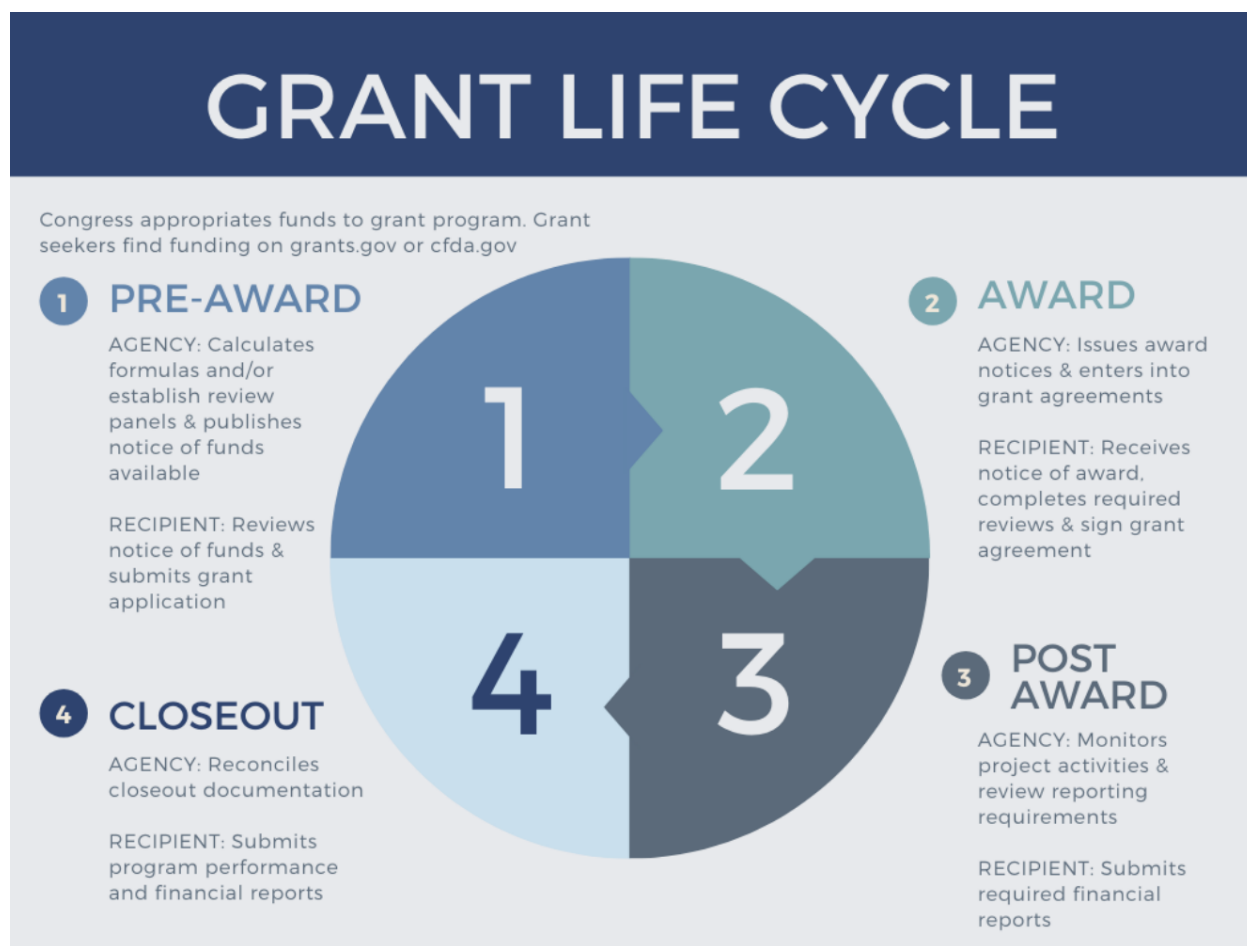 GRANT LIFE CYCLE
Congress appropriates funds to grant program. Grant
seekers find funding on grants.gov or cfda.gov
1
PRE-AWARD
AGENCY: Calculates
formulas and/or
establish review
panels & publishes
notice of funds
available
RECIPIENT: Reviews
notice of funds &
submits grant
application
2
AWARD
AGENCY: Issues award
notices & enters into
grant agreements
RECIPIENT: Receives
notice of award,
completes required
reviews & sign grant
agreement
1
2
4
3
3
POST
AWARD
AGENCY: Monitors
project activities &
review reporting
requirements
RECIPIENT: Submits
required financial
reports
4
CLOSEOUT
AGENCY: Reconciles
closeout documentation
RECIPIENT: Submits
program performance
and financial reports